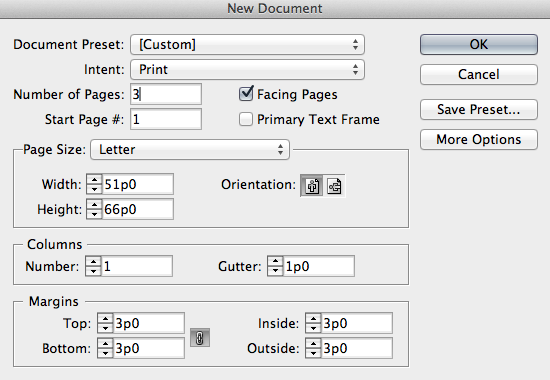 New Document
Document Preset: [Custom] OK
Intent: Print Cancel
Number of Pages: 3 Facing Pages Save Preset...
Start Page #: 1 Primary Text Frame More Options
Page Size: Letter
Width: 51p0 Orientation:
Height: 66p0
Columns
Number: 1 Gutter: 1p0
Margins
Top: 3p0 Inside: 3p0
Bottom: 3p0 Outside: 3p0